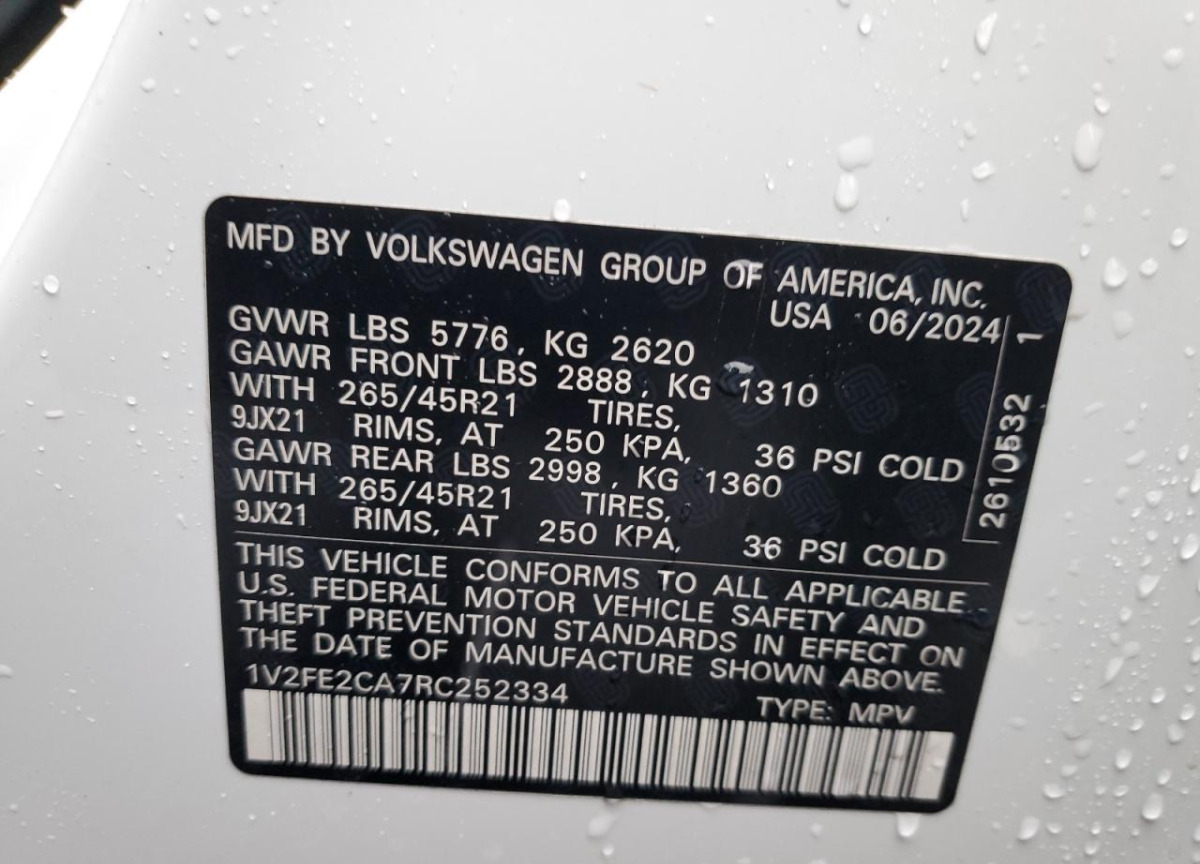 MFD BY VOLKSWAGEN GROUP OF AMERICA, INC.
USA 06/2024
GVWR LBS 5776, KG 2620
GAWR FRONT LBS 2888, KG 1310
WITH 265/45R21 TIRES,
9JX21 RIMS, AT 250 KPA, 36 PSI COLD
GAWR REAR LBS 2998, KG 1360
WITH 265/45R21 TIRES,
9JX21 RIMS, AT 250 KPA, 36 PSI COLD
2610532 1
THIS VEHICLE CONFORMS TO ALL APPLICABLE
U.S. FEDERAL MOTOR VEHICLE SAFETY AND
THEFT PREVENTION STANDARDS IN EFFECT ON
THE DATE OF MANUFACTURE SHOWN ABOVE.
1V2FE2CA7RC252334 TYPE: MPV